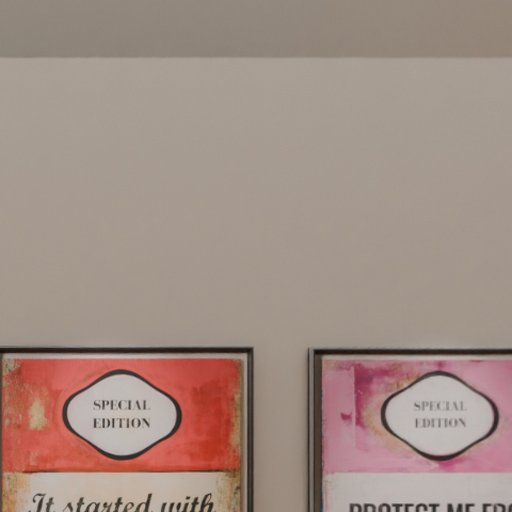 SPECIAL
EDITION
It started with
SPECIAL
EDITION
PROTECT ME